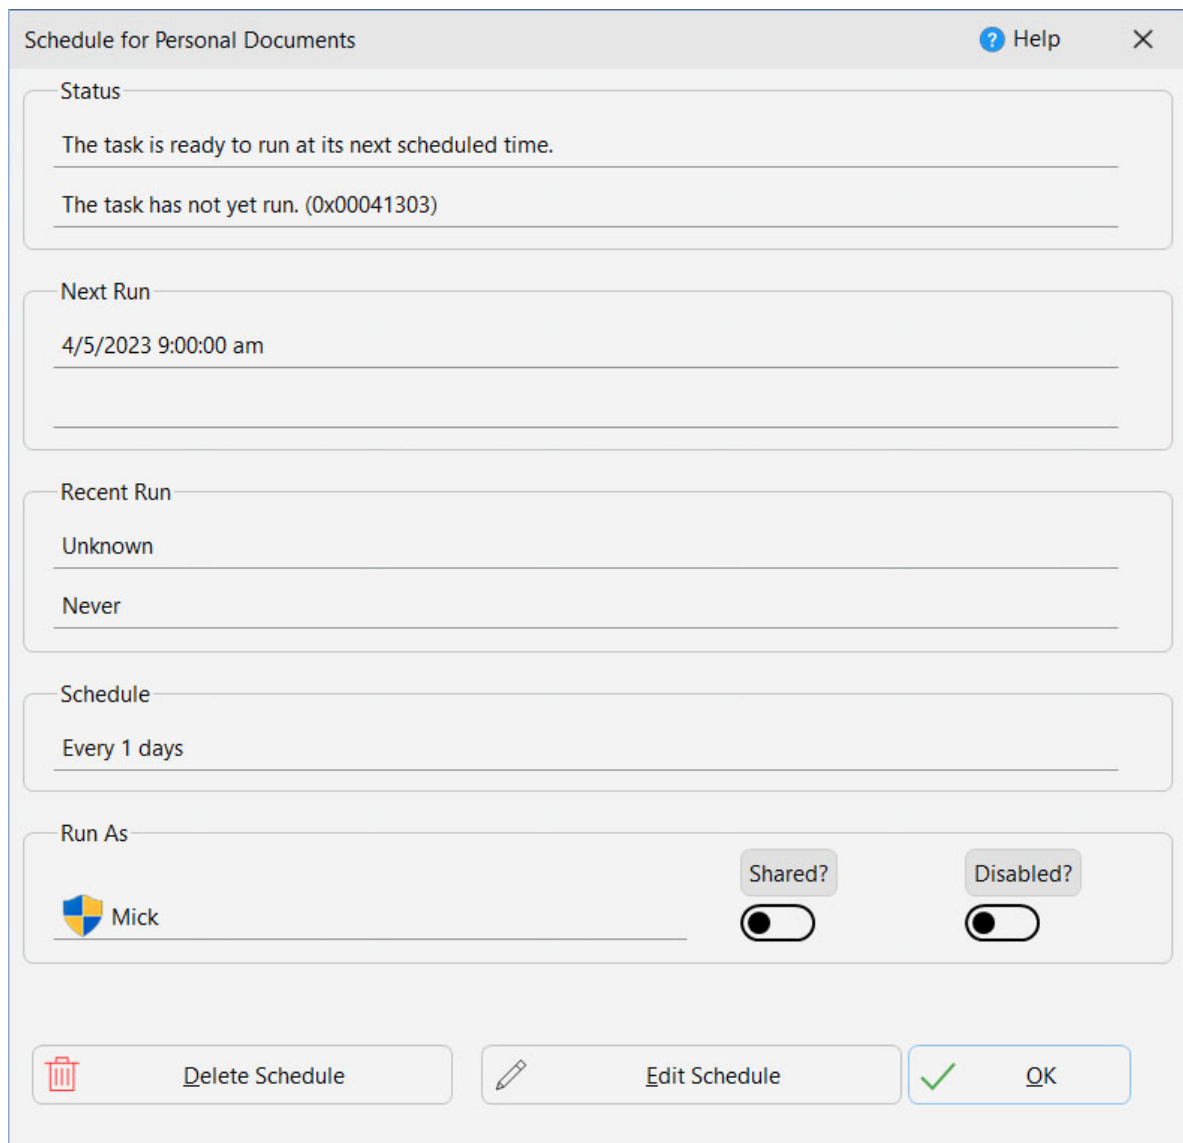 Schedule for Personal Documents
? Help
Status
The task is ready to run at its next scheduled time.
The task has not yet run. (0x00041303)
Next Run
4/5/2023 9:00:00 am
Recent Run
Unknown
Never
Schedule
Every 1 days
Run As
Shared? Disabled?
Mick
Delete Schedule Edit Schedule OK